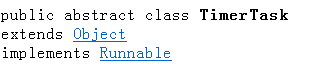 public abstract class TimerTask
extends Object
implements Runnable